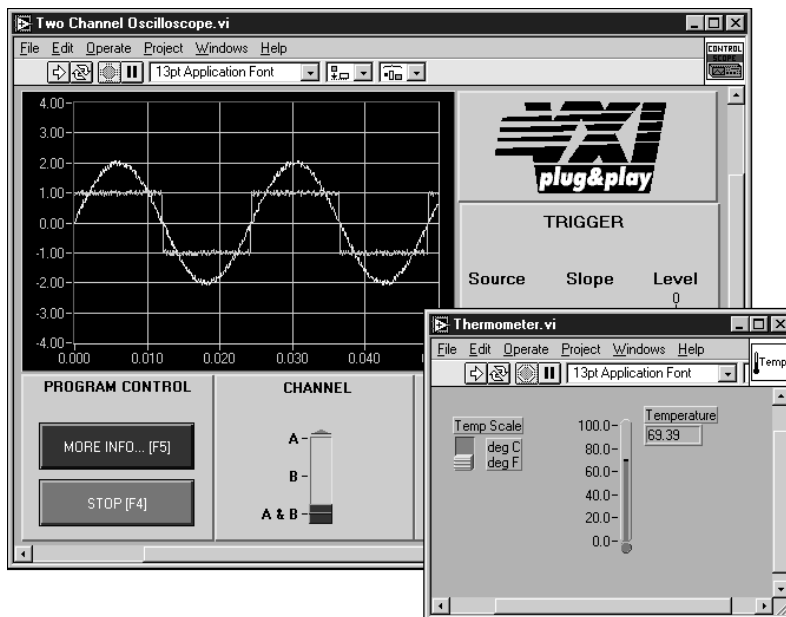 Two Channel Oscilloscope.vi
File Edit Operate Project Windows Help
CONTROL
SCOPE
13pt Application Font
4.00
3.00
2.00
1.00
0.00
-1.00
-2.00
-3.00
-4.00
0.000 0.010 0.020 0.030 0.040
VXI
plug&play
TRIGGER
Source Slope Level
0
PROGRAM CONTROL
MORE INFO... [F5]
STOP [F4]
CHANNEL
A
B
A & B
Thermometer.vi
File Edit Operate Project Windows Help
Temp
13pt Application Font
Temp Scale
deg C
deg F
100.0
80.0
60.0
40.0
20.0
0.0
Temperature
69.39